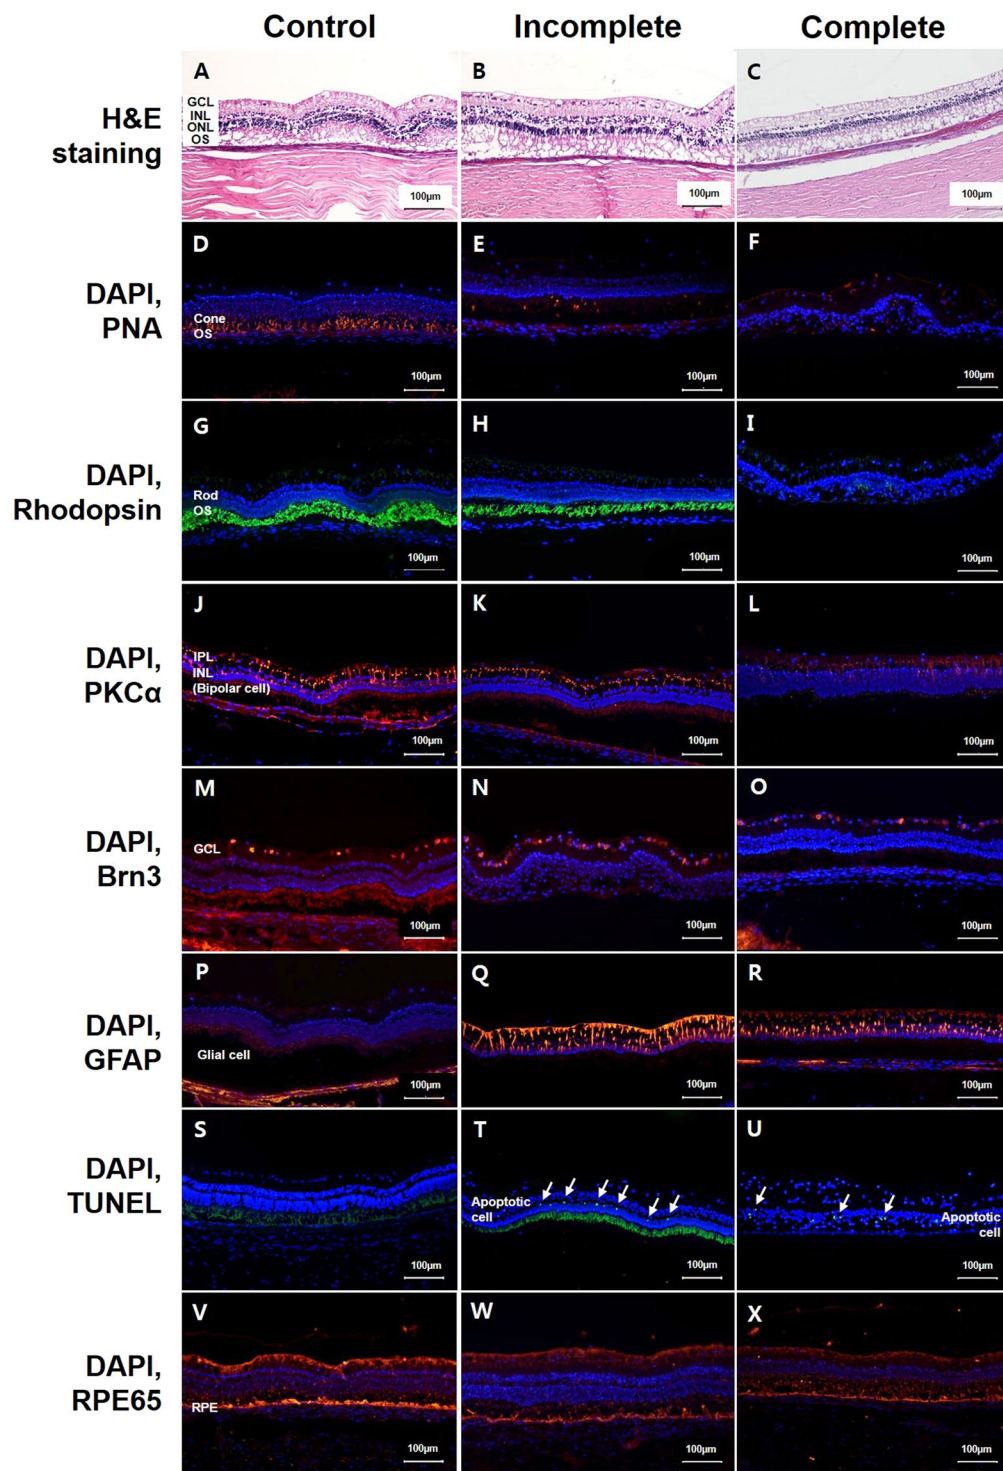 Control Incomplete Complete
H&E
staining
A
GCL
INL
ONL
OS
100μm
B
100μm
C
100μm
DAPI,
PNA
D
Cone
OS
100μm
E
100μm
F
100μm
DAPI,
Rhodopsin
G
Rod
OS
100μm
H
100μm
I
100μm
DAPI,
PKCα
J
IPL
INL
(Bipolar cell)
100μm
K
100μm
L
100μm
DAPI,
Brn3
M
GCL
100μm
N
100μm
O
100μm
DAPI,
GFAP
P
Glial cell
100μm
Q
100μm
R
100μm
DAPI,
TUNEL
S
100μm
T
Apoptotic
cell
100μm
U
Apoptotic
cell
100μm
DAPI,
RPE65
V
RPE
100μm
W
100μm
X
100μm